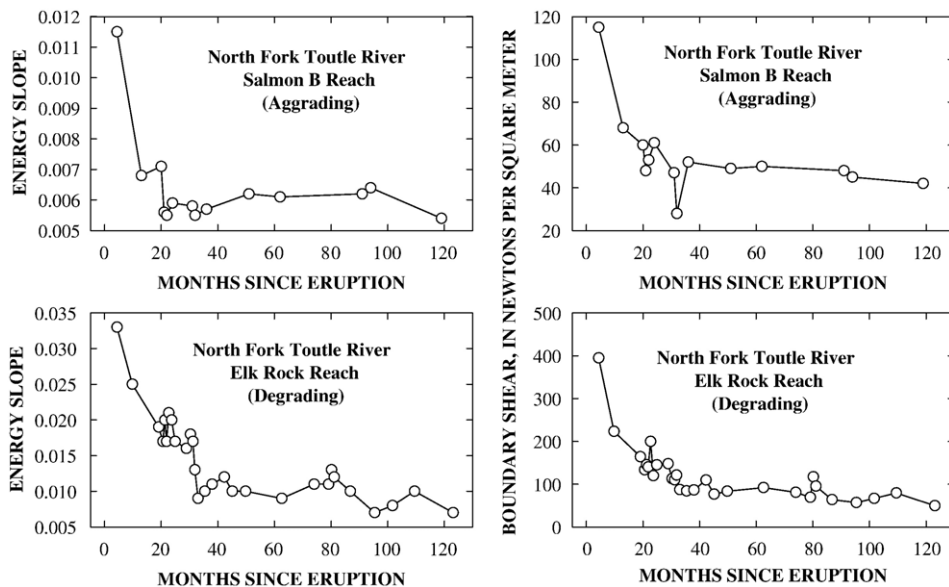 0.012
0.011
0.010
0.009
0.008
0.007
0.006
0.005
ENERGY SLOPE
North Fork Toutle River
Salmon B Reach
(Aggrading)
0 20 40 60 80 100 120
MONTHS SINCE ERUPTION
120
100
80
60
40
20
BOUNDARY SHEAR, IN NEWTONS PER SQUARE METER
North Fork Toutle River
Salmon B Reach
(Aggrading)
0 20 40 60 80 100 120
MONTHS SINCE ERUPTION
0.035
0.030
0.025
0.020
0.015
0.010
0.005
ENERGY SLOPE
North Fork Toutle River
Elk Rock Reach
(Degrading)
0 20 40 60 80 100 120
MONTHS SINCE ERUPTION
500
400
300
200
100
0
North Fork Toutle River
Elk Rock Reach
(Degrading)
0 20 40 60 80 100 120
MONTHS SINCE ERUPTION